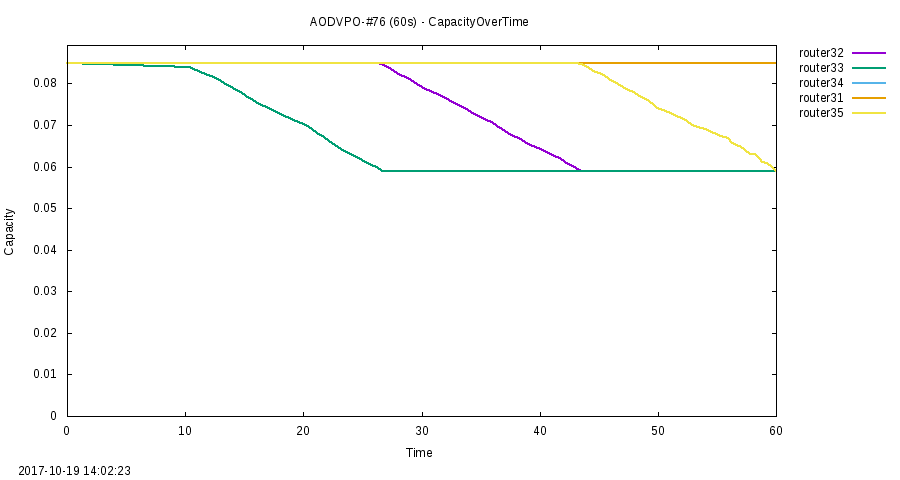 AODVPO-#76 (60s) - CapacityOverTime
router32
router33
router34
router31
router35
0.08
0.07
0.06
0.05
0.04
0.03
0.02
0.01
0
Capacity
0 10 20 30 40 50 60
Time
2017-10-19 14:02:23